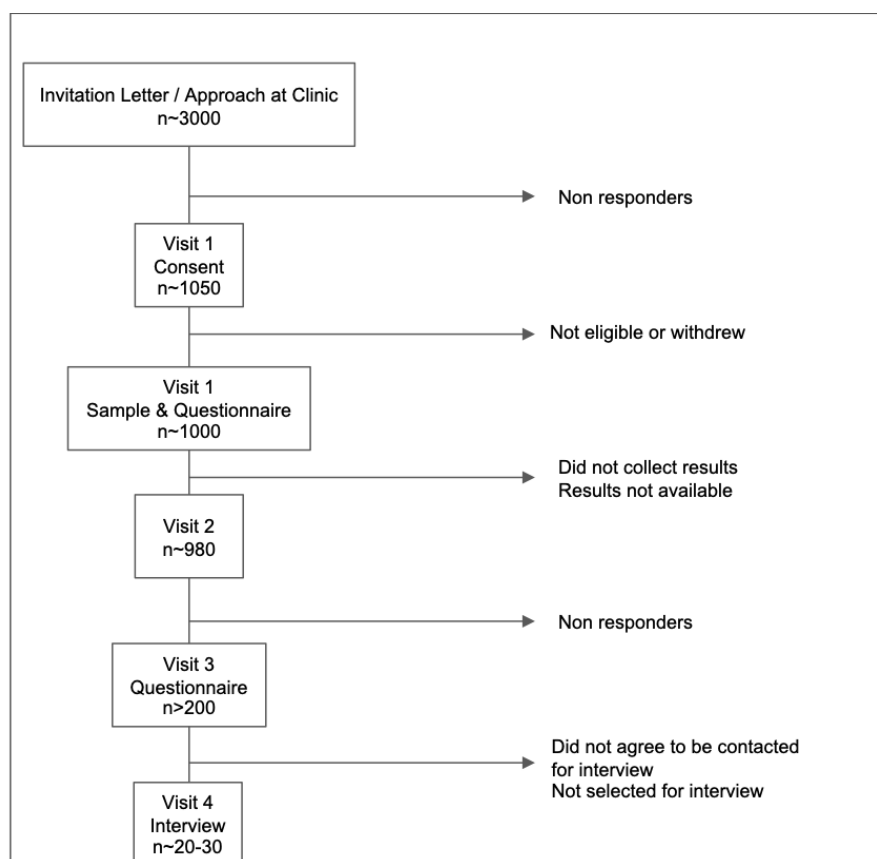 Invitation Letter / Approach at Clinic
n~3000
Non responders
Visit 1
Consent
n~1050
Not eligible or withdrew
Visit 1
Sample & Questionnaire
n~1000
Did not collect results
Results not available
Visit 2
n~980
Non responders
Visit 3
Questionnaire
n>200
Did not agree to be contacted
for interview
Not selected for interview
Visit 4
Interview
n~20-30